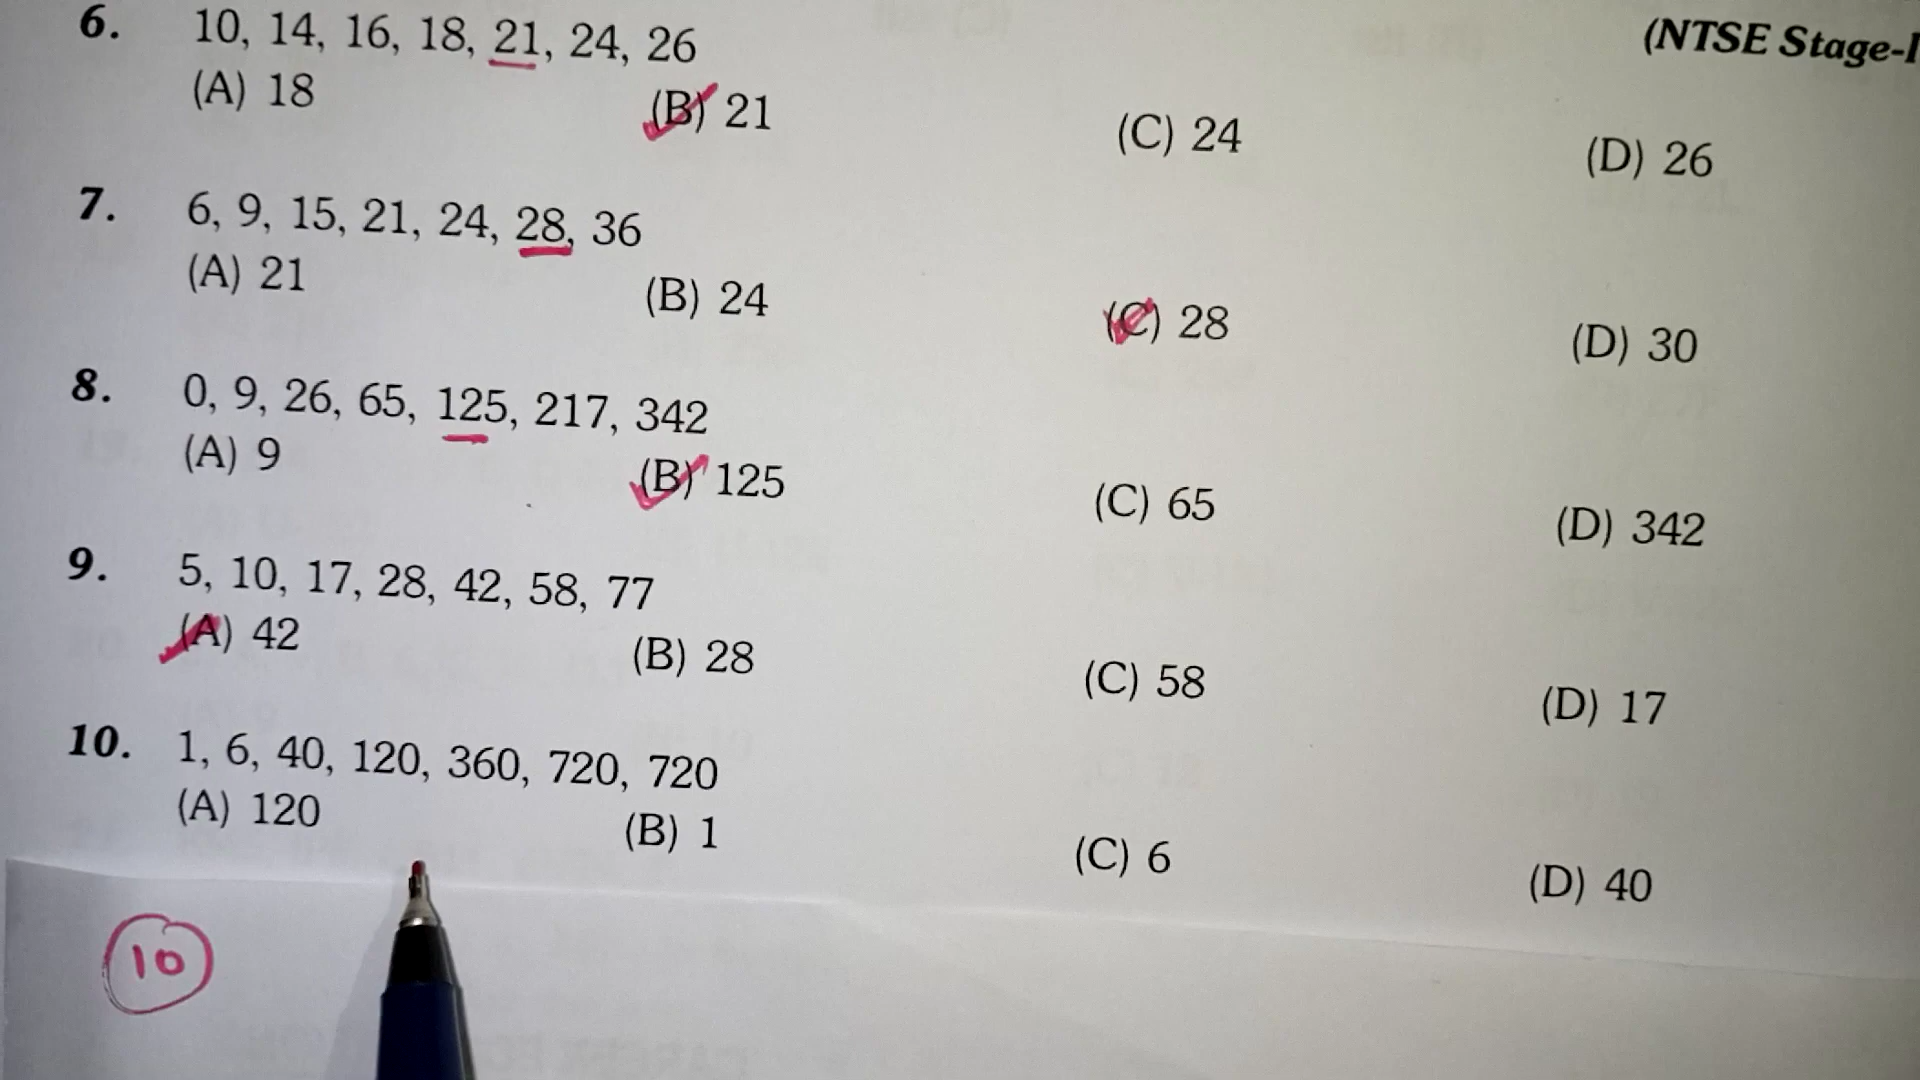 (NTSE Stage-I
6. 10, 14, 16, 18, 21, 24, 26
(A) 18 (B) 21 (C) 24 (D) 26
7. 6, 9, 15, 21, 24, 28, 36
(A) 21 (B) 24 (C) 28 (D) 30
8. 0, 9, 26, 65, 125, 217, 342
(A) 9 (B) 125 (C) 65 (D) 342
9. 5, 10, 17, 28, 42, 58, 77
(A) 42 (B) 28 (C) 58 (D) 17
10. 1, 6, 40, 120, 360, 720, 720
(A) 120 (B) 1 (C) 6 (D) 40
10